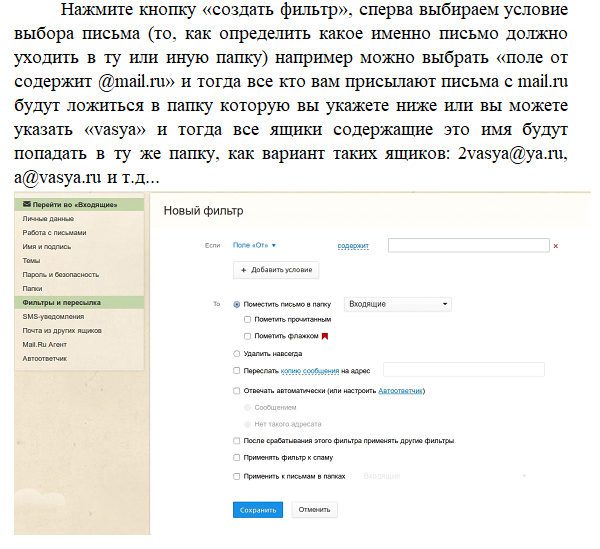 Нажмите кнопку «создать фильтр», сперва выбираем условие
выбора письма (то, как определить какое именно письмо должно
уходить в ту или иную папку) например можно выбрать «поле от
содержит @mail.ru» и тогда все кто вам присылают письма с mail.ru
будут ложиться в папку которую вы укажете ниже или вы можете
указать «vasya» и тогда все ящики содержащие это имя будут
попадать в ту же папку, как вариант таких ящиков: 2vasya@ya.ru,
a@vasya.ru и т.д...
Перейти во «Входящие»
Личные данные
Работа с письмами
Имя и подпись
Темы
Пароль и безопасность
Папки
Фильтры и пересылка
SMS-уведомления
Почта из других ящиков
Mail.Ru Агент
Автоответчик
Новый фильтр
Если Поле «От» содержит x
+ Добавить условие
То Поместить письмо в папку Входящие
Пометить прочитанным
Пометить флажком
Удалить навсегда
Переслать копию сообщения на адрес
Отвечать автоматически (или настроить Автоответчик)
Сообщением
Нет такого адресата
После срабатывания этого фильтра применять другие фильтры
Применять фильтр к спаму
Применить к письмам в папках Входящие
Сохранить Отменить